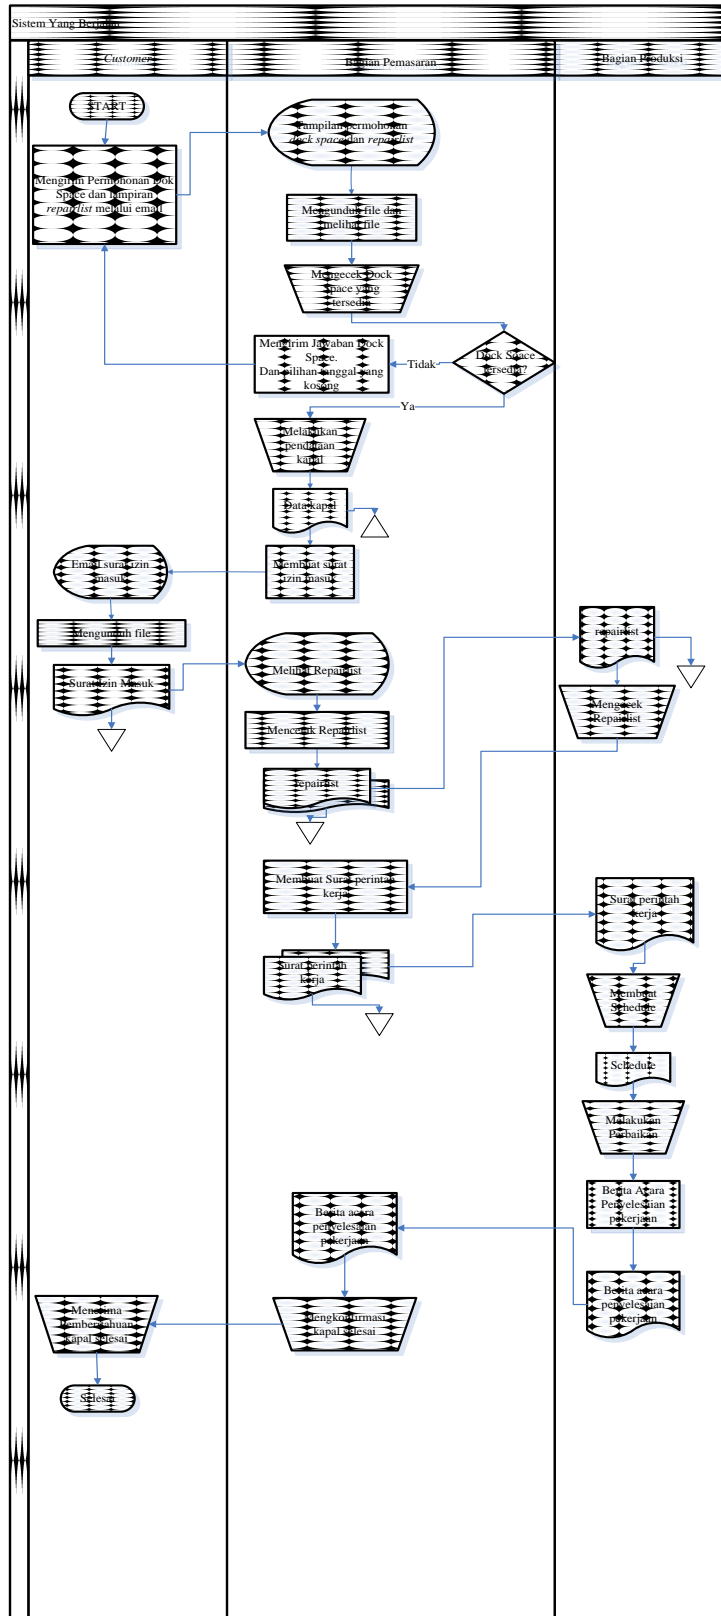 Sistem Yang Berjalan
Customer
Bagian Pemasaran
Bagian Produksi
START
Tampilan permohonan
dock space dan repairlist
Mengirim Permohonan Dok
Space dan lampiran
repairlist melalui email
Mengunduh file dan
melihat file
Mengecek Dock
Space yang
tersedia
Mengirim Jawaban Dock
Space.
Dan pilihan tanggal yang
kosong
Tidak
Dock Space
tersedia?
Ya
Melakukan
pendataan
kapal
Data kapal
Email surat izin
masuk
Membuat surat
izin masuk
Mengunduh file
repairlist
Melihat Repairlist
Surat Izin Masuk
Mengecek
Repairlist
Mencetak Repairlist
repairlist
Membuat Surat perintah
kerja
Surat perintah
kerja
Surat perintah
kerja
Membuat
Schedule
Schedule
Melakukan
Perbaikan
Berita Acara
Penyelesaian
pekerjaan
Berita acara
penyelesaian
pekerjaan
Berita acara
penyelesaian
pekerjaan
Menerima
Pemberitahuan
kapal selesai
Mengkonfirmasi
kapal selesai
Selesai